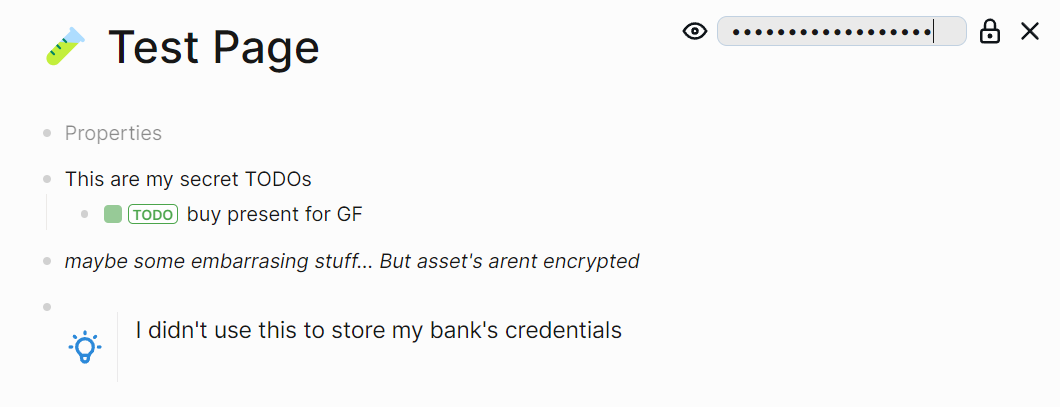 Test Page
••••••••••••••••••
Properties
This are my secret TODOs
TODO buy present for GF
maybe some embarrasing stuff... But asset's arent encrypted
I didn't use this to store my bank's credentials